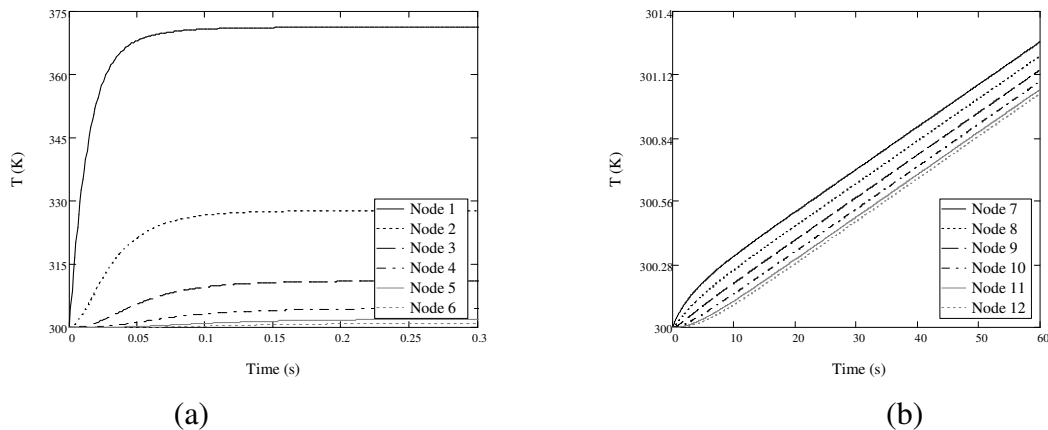 375
360
345
330
315
300
T (K)
0
0.05
0.1
0.15
0.2
0.25
0.3
Time (s)
Node 1
Node 2
Node 3
Node 4
Node 5
Node 6
(a)
301.4
301.12
300.84
300.56
300.28
300
T (K)
0
10
20
30
40
50
60
Time (s)
Node 7
Node 8
Node 9
Node 10
Node 11
Node 12
(b)